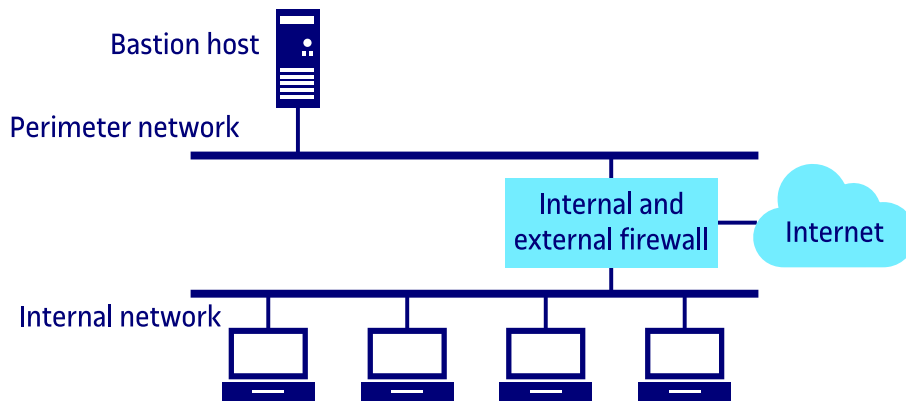 Bastion host
Perimeter network
Internal and
external firewall
Internet
Internal network